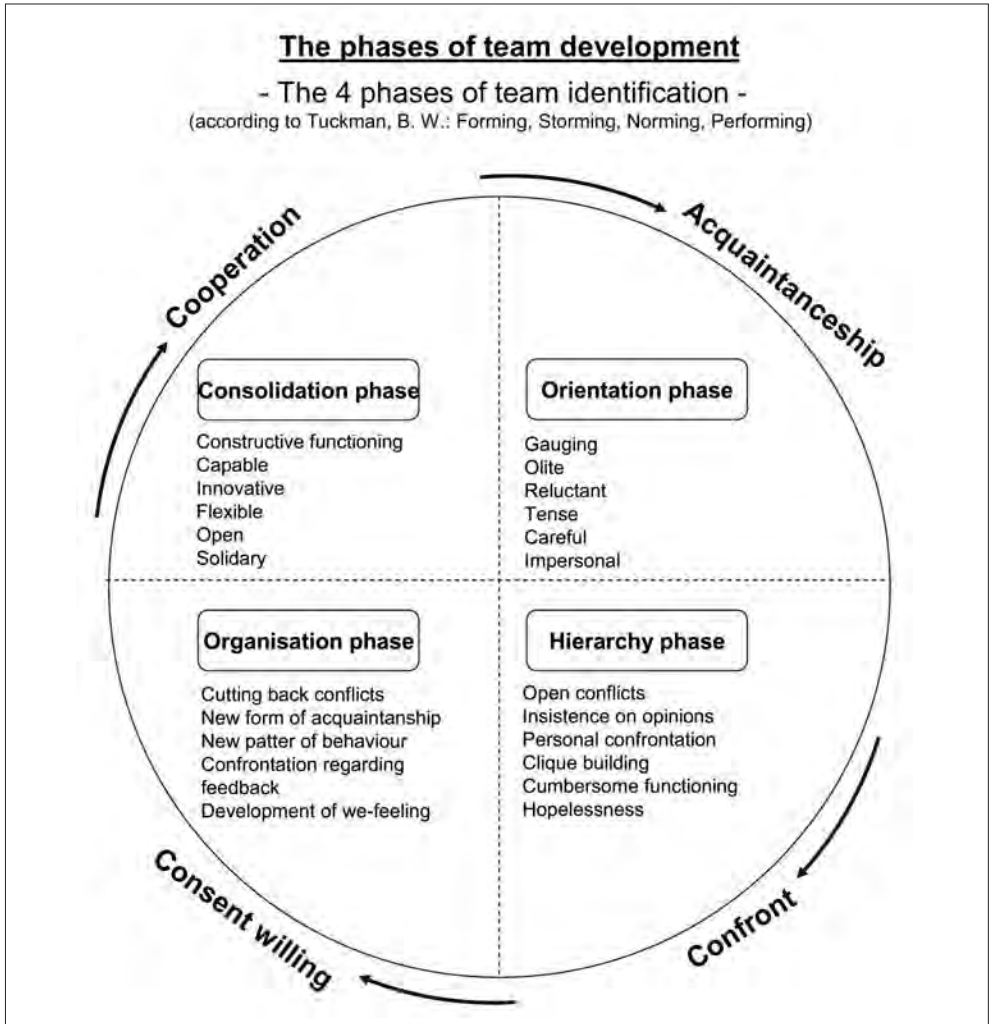 The phases of team development
- The 4 phases of team identification -
(according to Tuckman, B. W.: Forming, Storming, Norming, Performing)
Cooperation
Acquaintanceship
Consolidation phase
Constructive functioning
Capable
Innovative
Flexible
Open
Solidary
Orientation phase
Gauging
Olite
Reluctant
Tense
Careful
Impersonal
Organisation phase
Cutting back conflicts
New form of acquaintanship
New patter of behaviour
Confrontation regarding
feedback
Development of we-feeling
Hierarchy phase
Open conflicts
Insistence on opinions
Personal confrontation
Clique building
Cumbersome functioning
Hopelessness
Consent willing
Confront